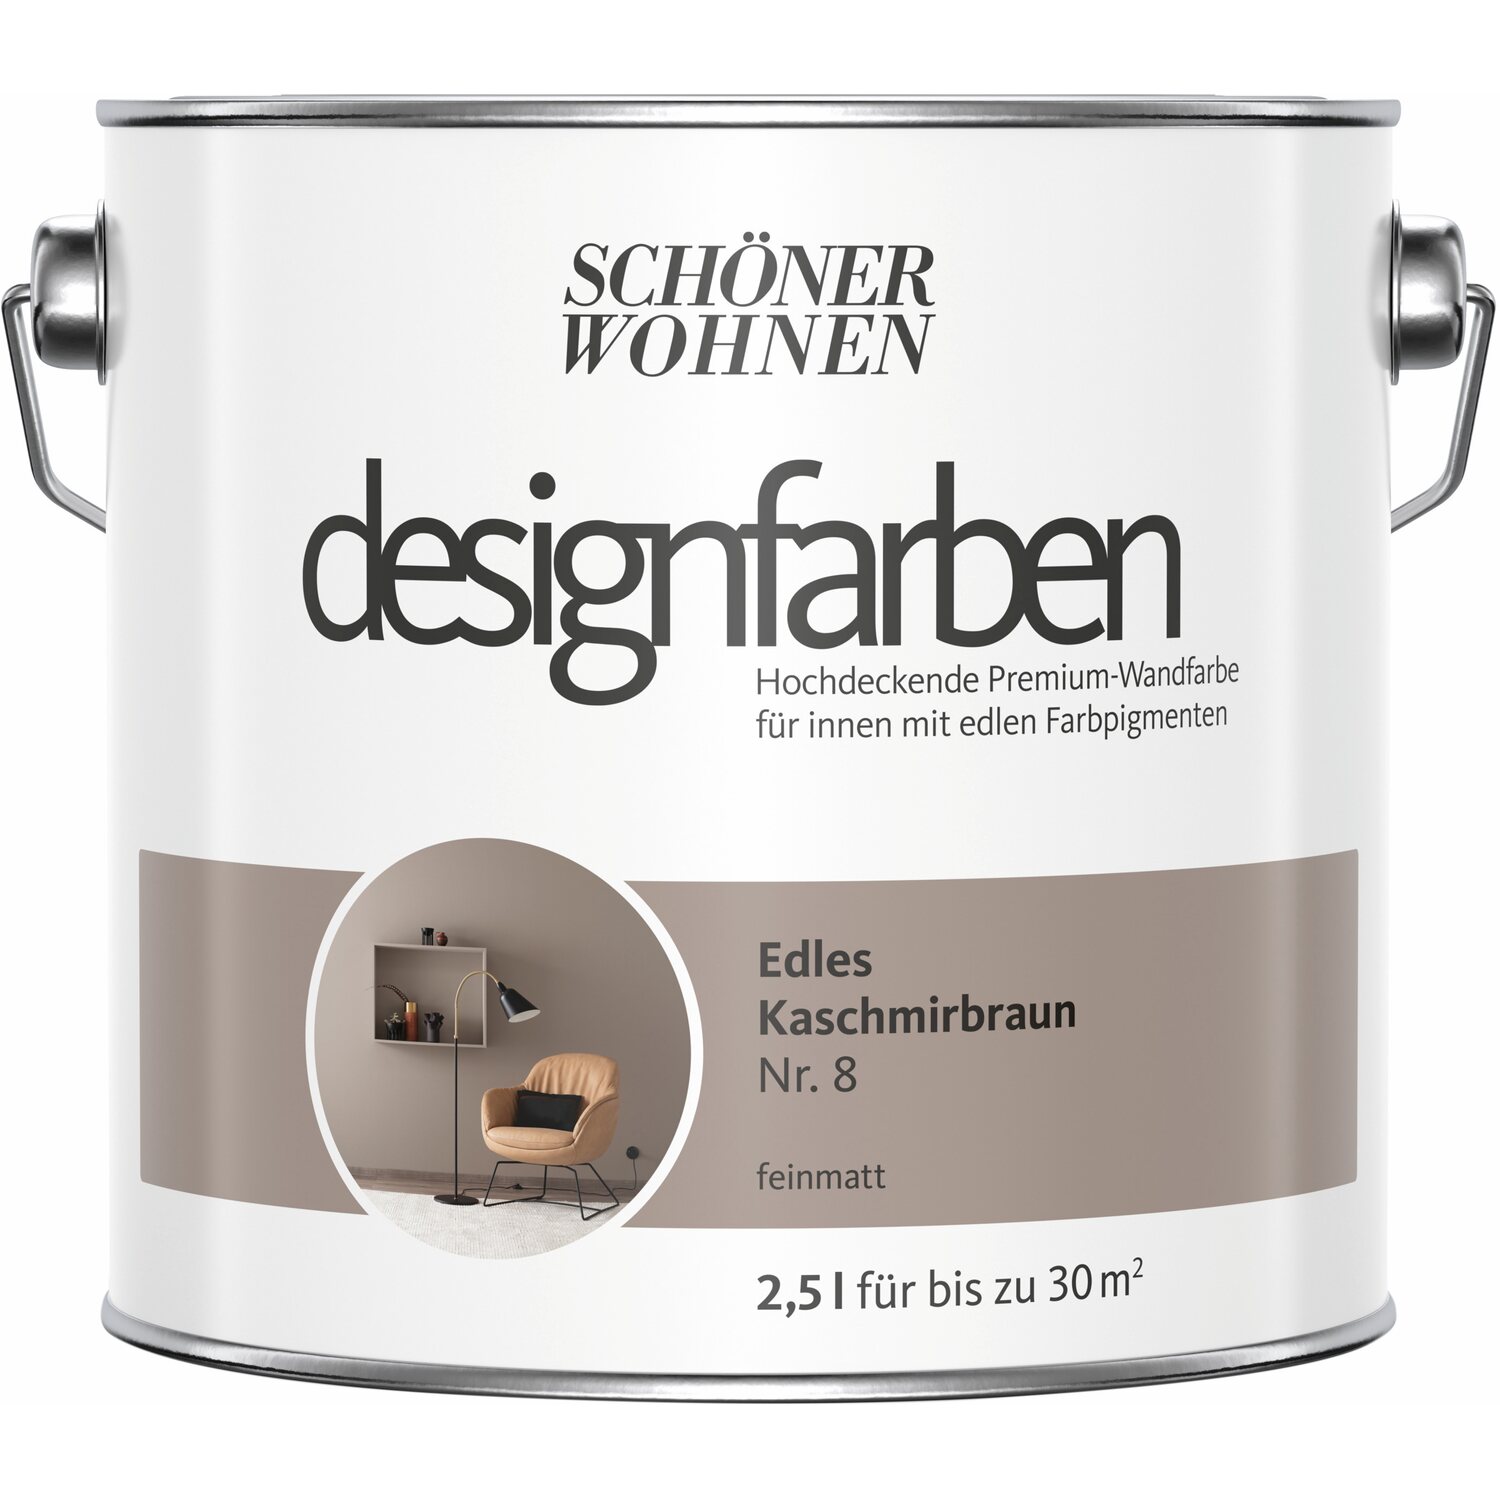 SCHÖNER
WOHNEN
designfarben
Hochdeckende Premium-Wandfarbe
für innen mit edlen Farbpigmenten
Edles
Kaschmirbraun
Nr. 8
feinmatt
2,5 l für bis zu 30 m²